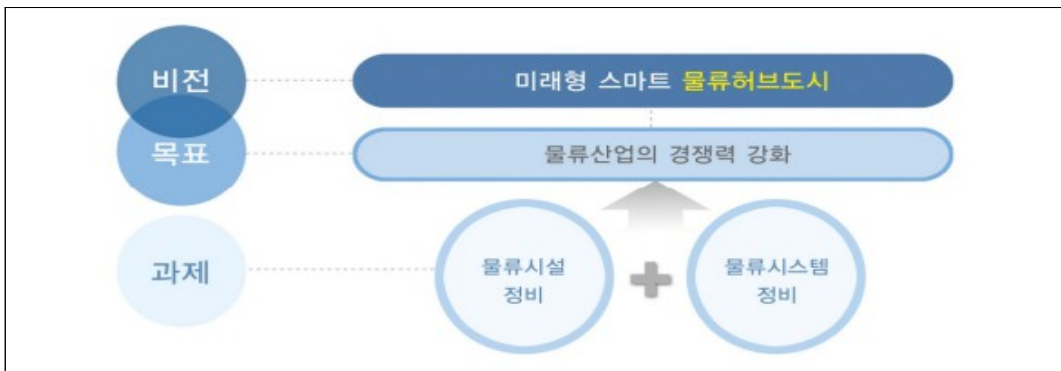 비전
미래형 스마트 물류허브도시
목표
물류산업의 경쟁력 강화
과제
물류시설
정비
물류시스템
정비